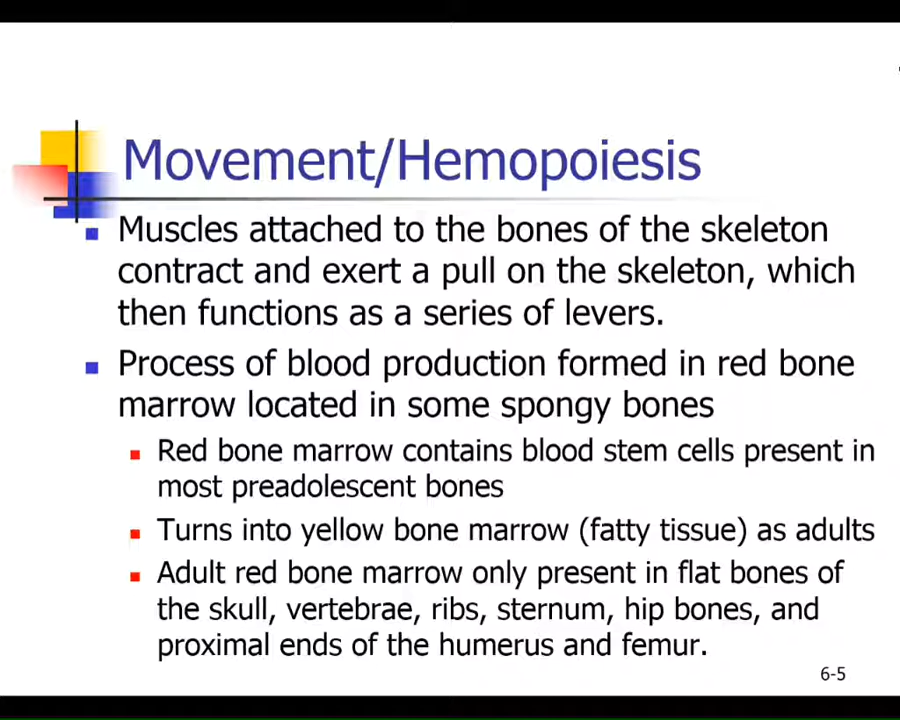 Movement/Hemopoiesis
Muscles attached to the bones of the skeleton
contract and exert a pull on the skeleton, which
then functions as a series of levers.
Process of blood production formed in red bone
marrow located in some spongy bones
Red bone marrow contains blood stem cells present in
most preadolescent bones
Turns into yellow bone marrow (fatty tissue) as adults
Adult red bone marrow only present in flat bones of
the skull, vertebrae, ribs, sternum, hip bones, and
proximal ends of the humerus and femur.
6-5